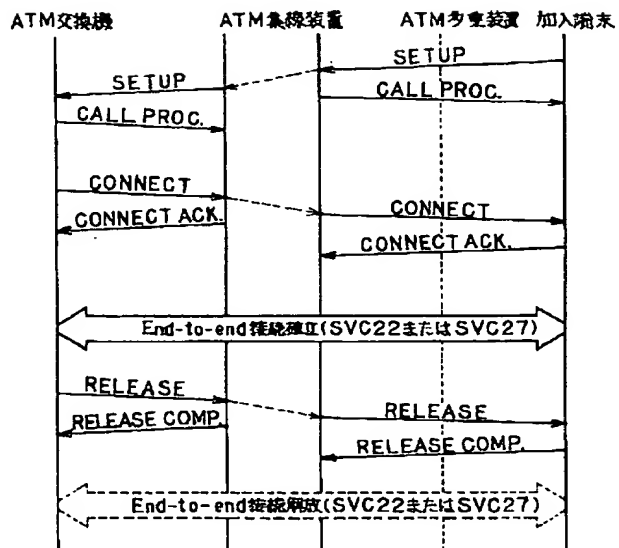 ATM交換機 ATM集線装置 ATM多重装置 加入端末
SETUP
SETUP
CALL PROC.
CALL PROC.
CONNECT
CONNECT
CONNECT ACK.
CONNECT ACK.
End-to-end接続確立(SVC22またはSVC27)
RELEASE
RELEASE
RELEASE COMP.
RELEASE COMP.
End-to-end接続解放(SVC22またはSVC27)